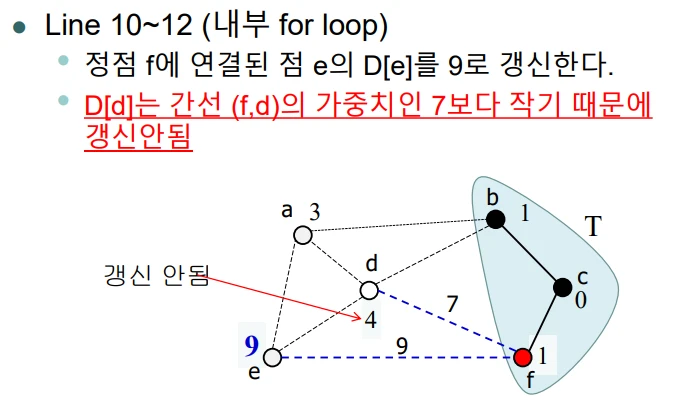 Line 10~12 (내부 for loop)
정점 f에 연결된 점 e의 D[e]를 9로 갱신한다.
D[d]는 간선 (f,d)의 가중치인 7보다 작기 때문에
갱신안됨
b 1
a 3
T
d
갱신 안됨
c
0
7
4
9
9
1
e
f